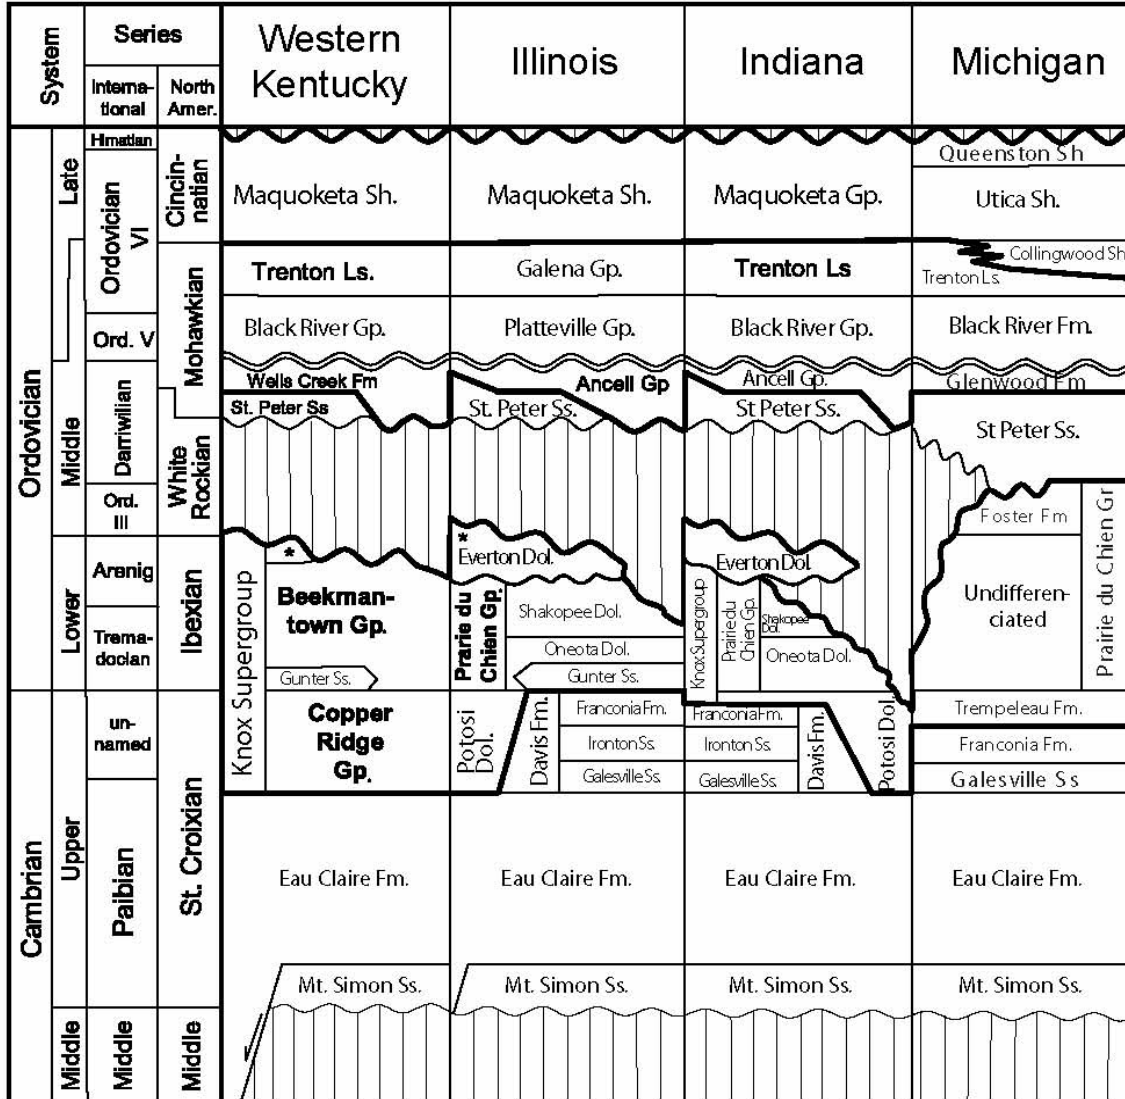 System
Series
Interna-
tional
North
Amer.
Western
Kentucky
Illinois
Indiana
Michigan
Ordovician
Late
Middle
Lower
Hirnatian
Ordovician
VI
Ord. V
Darriwilian
Ord.
III
Arenig
Trema-
docian
Cincin-
natian
Mohawkian
White
Rockian
Ibexian
Cambrian
Upper
Middle
un-
named
Paibian
Middle
St. Croixian
Middle
Maquoketa Sh.
Trenton Ls.
Black River Gp.
Wells Creek Fm
St. Peter Ss
*
Knox Supergroup
Beekman-
town Gp.
Gunter Ss.
Copper
Ridge
Gp.
Eau Claire Fm.
Mt. Simon Ss.
Maquoketa Sh.
Galena Gp.
Platteville Gp.
Ancell Gp
St. Peter Ss.
*
Everton Dol.
Prarie du
Chien Gp.
Shakopee Dol.
Oneota Dol.
Gunter Ss.
Potosi
Dol.
Davis Fm.
Franconia Fm.
Ironton Ss.
Galesville Ss.
Eau Claire Fm.
Mt. Simon Ss.
Maquoketa Gp.
Trenton Ls
Black River Gp.
Ancell Gp.
St Peter Ss.
Everton Dol.
Knox Supergroup
Prairie du
Chien Gp.
Shakopee
Dol.
Oneota Dol.
Franconia Fm.
Ironton Ss.
Galesville Ss.
Davis Fm.
Potosi Dol.
Eau Claire Fm.
Mt. Simon Ss.
Queenston Sh
Utica Sh.
Collingwood Sh
Trenton Ls.
Black River Fm.
Glenwood Fm
St Peter Ss.
Foster Fm
Undifferen-
ciated
Prairie du Chien Gr
Trempeleau Fm.
Franconia Fm.
Galesville Ss
Eau Claire Fm.
Mt. Simon Ss.